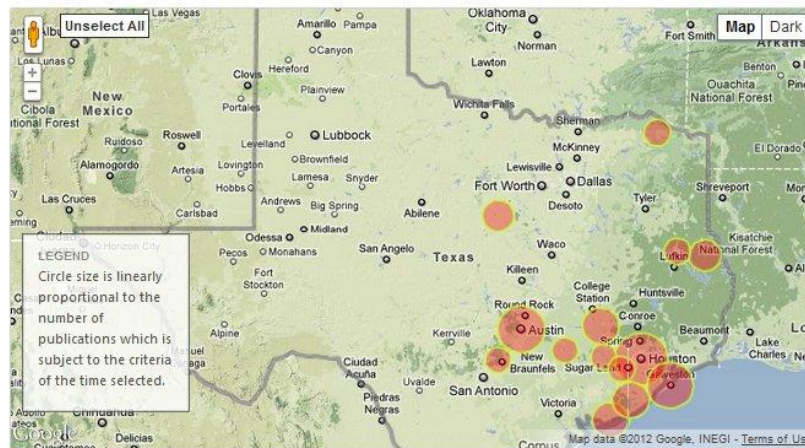 Las Vegas
Amarillo
Pampa
Oklahoma
City
Unselect All
Map Dark
Canyon
Norman
Fort Smith
Arkans
Los Lunas
Hereford
Lawton
Benton
Clovis
Plainview
Ouachita
National Forest
New
Mexico
Cibola
National Forest
Portales
Wichita Falls
Sherman
Roswell
Ruidoso
Levelland
Lubbock
McKinney
El Dorado
Alamogordo
Artesia
Lovington
Brownfield
Lewisville
Hobbs
Lamesa
Snyder
Fort Worth
Dallas
Shreveport
Las Cruces
Carlsbad
Andrews
Big Spring
Abilene
Desoto
Tyler
Horizon City
Odessa
Midland
Kisatchie
National Forest
Pecos
Monahans
San Angelo
Texas
Waco
Lufkin
LEGEND
Circle size is linearly
proportional to the
number of
publications which is
subject to the criteria
of the time selected.
Fort
Stockton
Killeen
College
Station
Huntsville
Round Rock
Conroe
Alpine
Kerrville
Austin
Spring
Beaumont
Lake
Charles
New
Braunfels
Houston
Sugar Land
Ciudad
Acuña
Uvalde
San Antonio
Galveston
Piedras
Negras
Victoria
Chihuahua
Google
Corpus
Map data ©2012 Google, INEGI - Terms of Us